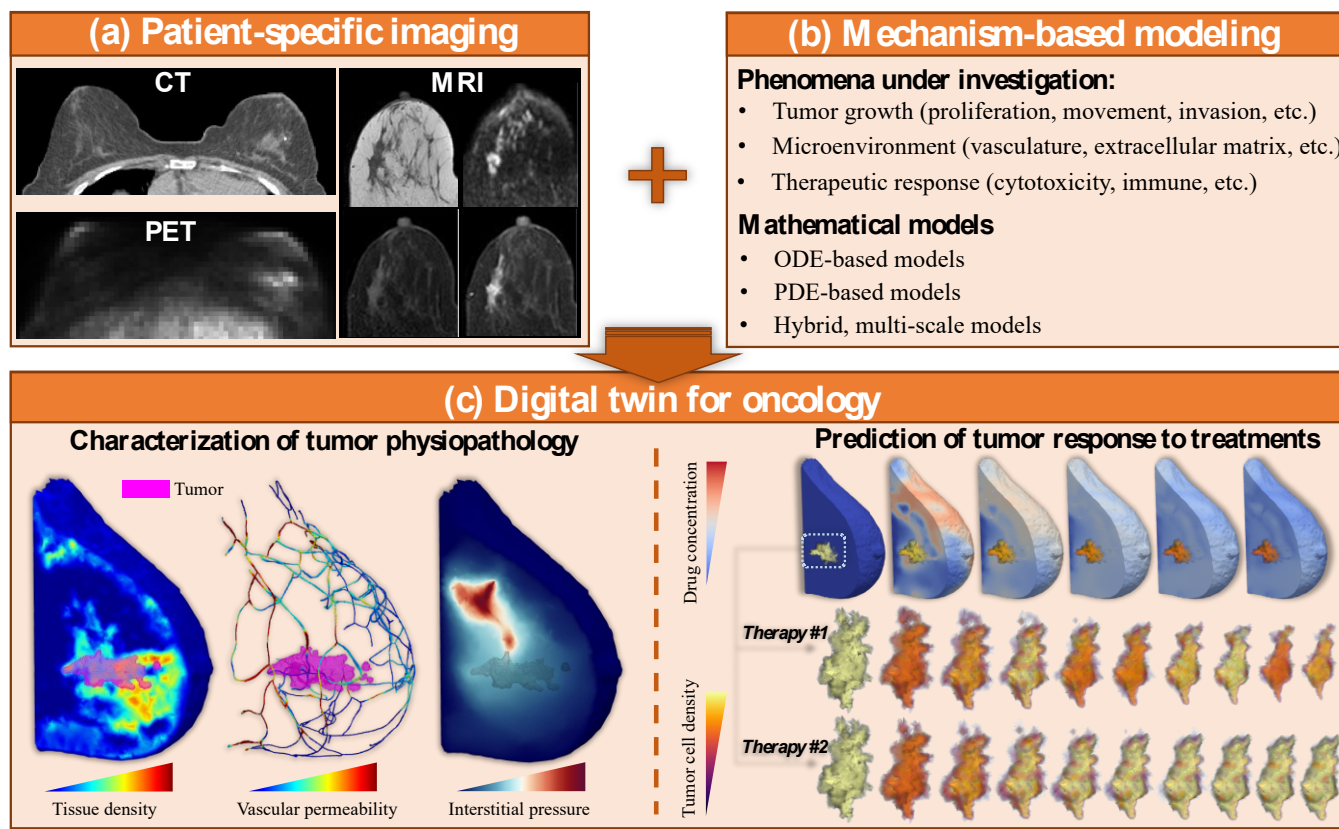 (a) Patient-specific imaging
CT
MRI
PET
(b) Mechanism-based modeling
Phenomena under investigation:
• Tumor growth (proliferation, movement, invasion, etc.)
• Microenvironment (vasculature, extracellular matrix, etc.)
• Therapeutic response (cytotoxicity, immune, etc.)
Mathematical models
• ODE-based models
• PDE-based models
• Hybrid, multi-scale models
(c) Digital twin for oncology
Characterization of tumor physiopathology
Tumor
Tissue density
Vascular permeability
Interstitial pressure
Prediction of tumor response to treatments
Drug concentration
Therapy #1
Tumor cell density
Therapy #2